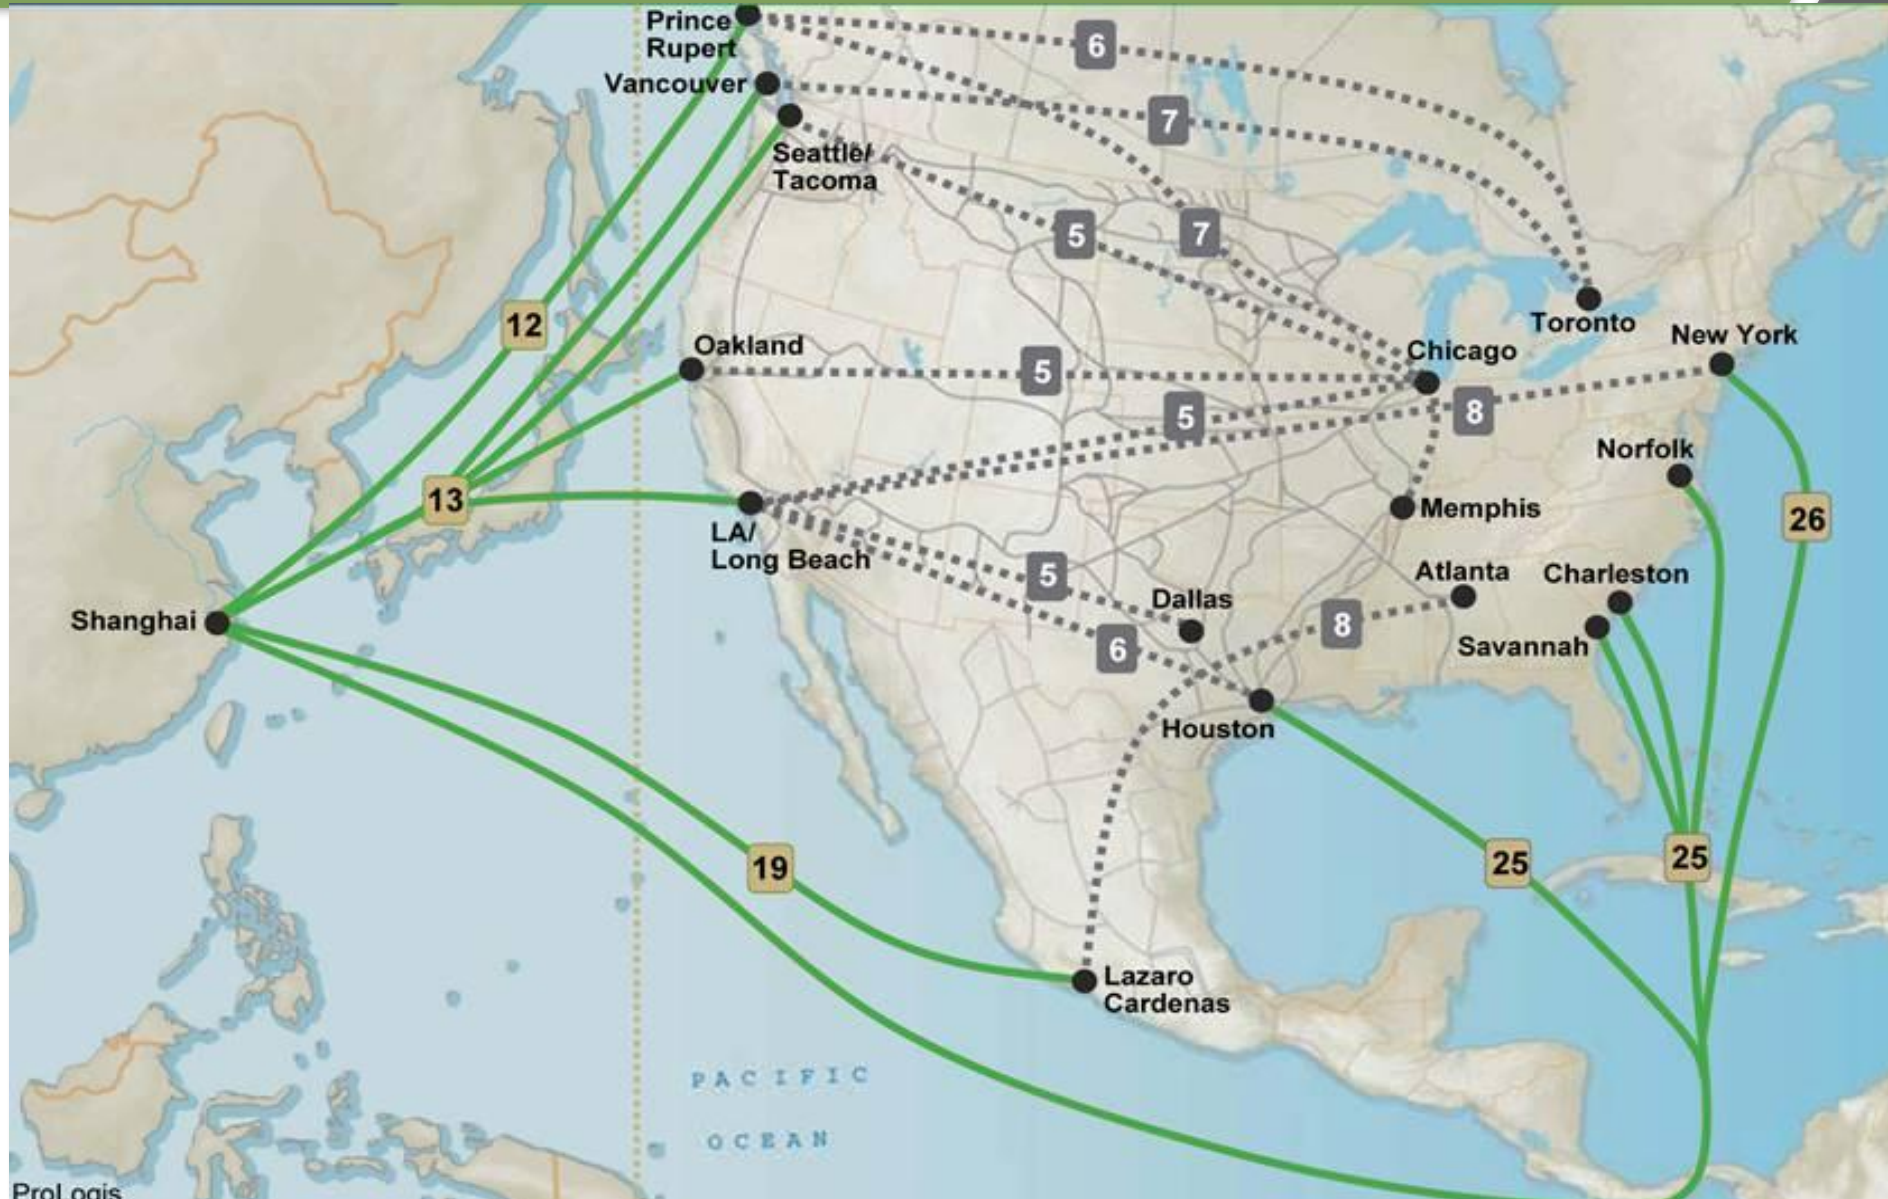 Prince
Rupert
6
Vancouver
7
Seattle/
Tacoma
5
7
12
Toronto
New York
Oakland
Chicago
5
5
8
Norfolk
13
Memphis
26
LA/
Long Beach
5
Atlanta
Charleston
Dallas
Shanghai
8
6
Savannah
Houston
19
25
25
Lazaro
Cardenas
PACIFIC
OCEAN
ProLogis